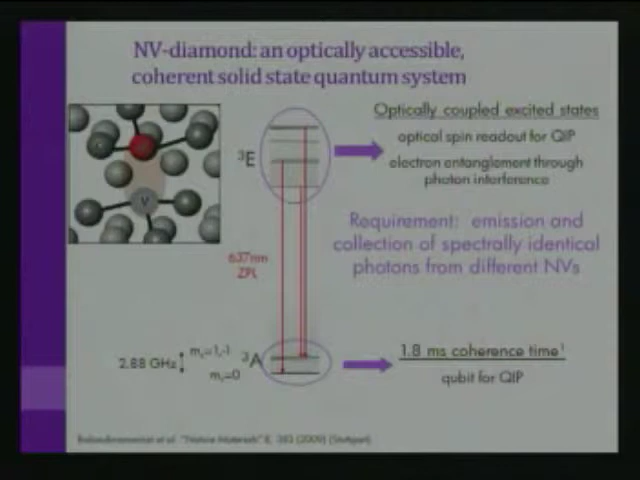 NV-diamond: an optically accessible,
coherent solid state quantum system
Optically coupled excited states
optical spin readout for QIP
electron entanglement through
photon interference
³E
V
Requirement: emission and
collection of spectrally identical
photons from different NVs
637nm
ZPL
1.8 ms coherence time¹
qubit for QIP
2.88 GHz
mₛ=1,-1
mₛ=0
³A
et al. "Nature Materials" 8, 383 (2009) (Stuttgart)